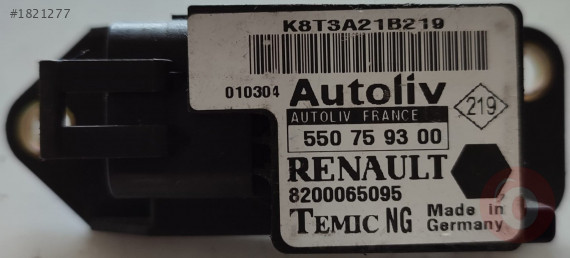 #1821277
K8T3A21B219
010304 Autoliv
AUTOLIV FRANCE
219
550 75 93 00
RENAULT
8200065095
TEMIC NG Made in
Germany